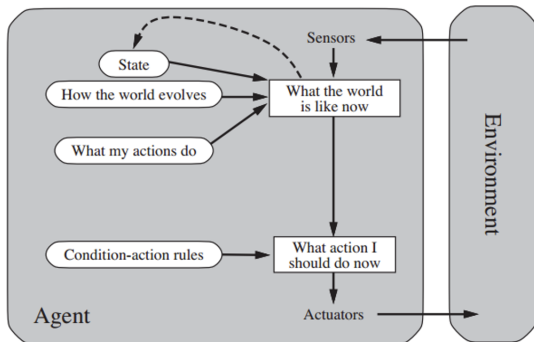 Sensors
State
How the world evolves
What the world
is like now
What my actions do
Condition-action rules
What action I
should do now
Agent
Actuators
Environment